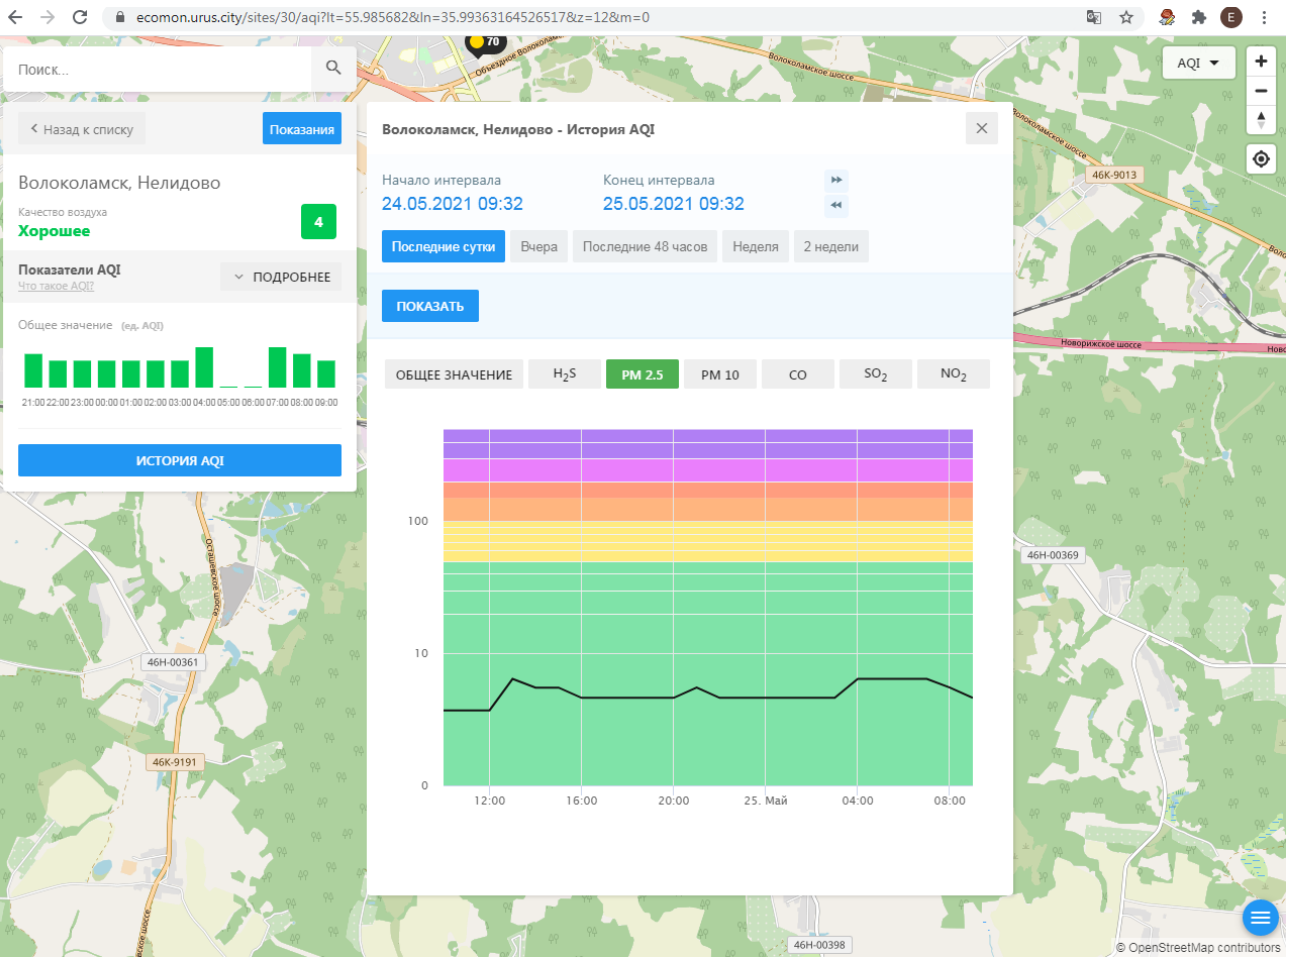 ecomon.urus.city/sites/30/aqi?lt=55.985682&ln=35.99363164526517&z=12&m=0
E
70
Объездное Волоколамск
Волоколамское шоссе
Поиск...
AQI
+
−
Назад к списку
Показания
Волоколамск, Нелидово - История AQI
Волоколамское шоссе
46К-9013
Волоколамск, Нелидово
Качество воздуха
Хорошее
4
Начало интервала
Конец интервала
24.05.2021 09:32
25.05.2021 09:32
Последние сутки
Вчера
Последние 48 часов
Неделя
2 недели
Показатели AQI
Что такое AQI?
ПОДРОБНЕЕ
ПОКАЗАТЬ
Общее значение (ед. AQI)
Новорижское шоссе
Ново
21:00 22:00 23:00 00:00 01:00 02:00 03:00 04:00 05:00 06:00 07:00 08:00 09:00
ОБЩЕЕ ЗНАЧЕНИЕ
H2S
PM 2.5
PM 10
CO
SO2
NO2
ИСТОРИЯ AQI
100
10
0
12:00
16:00
20:00
25. Май
04:00
08:00
Осташевское шоссе
46Н-00361
46К-9191
46Н-00369
46Н-00398
© OpenStreetMap contributors